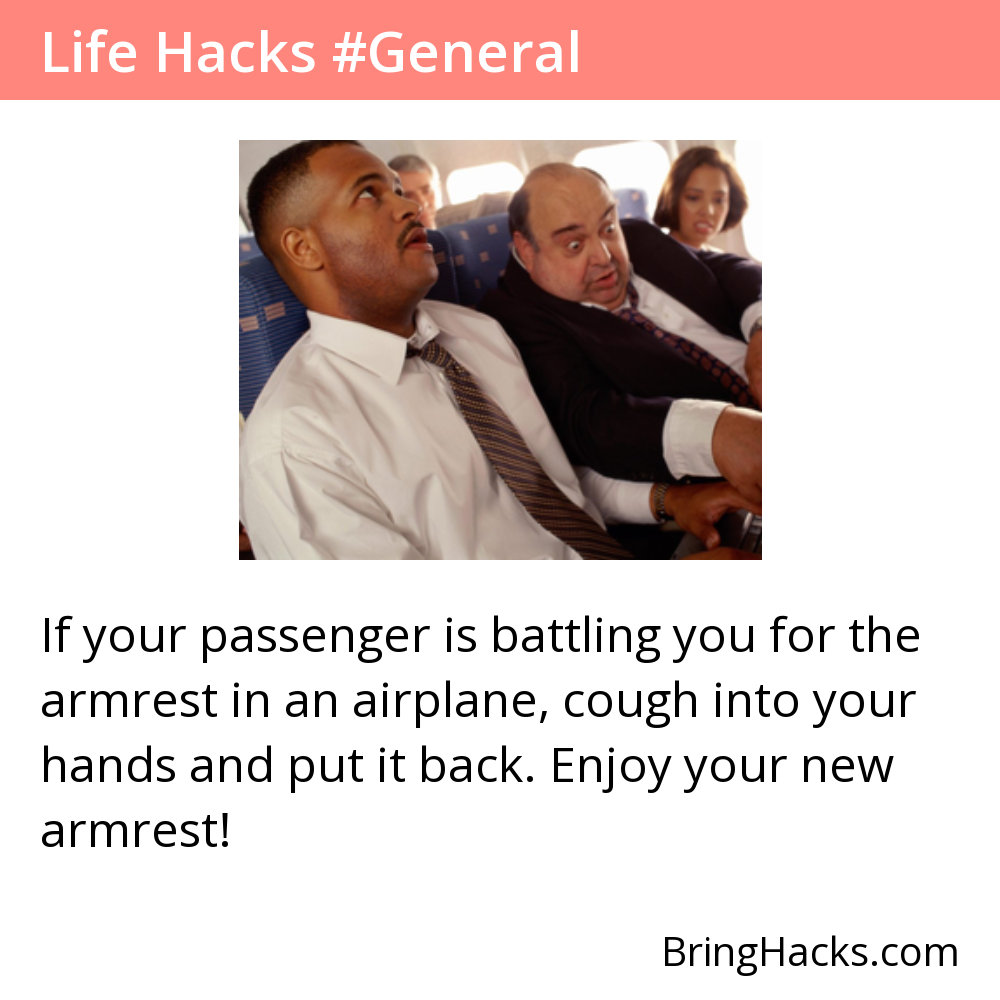 Life Hacks #General
If your passenger is battling you for the
armrest in an airplane, cough into your
hands and put it back. Enjoy your new
armrest!
BringHacks.com